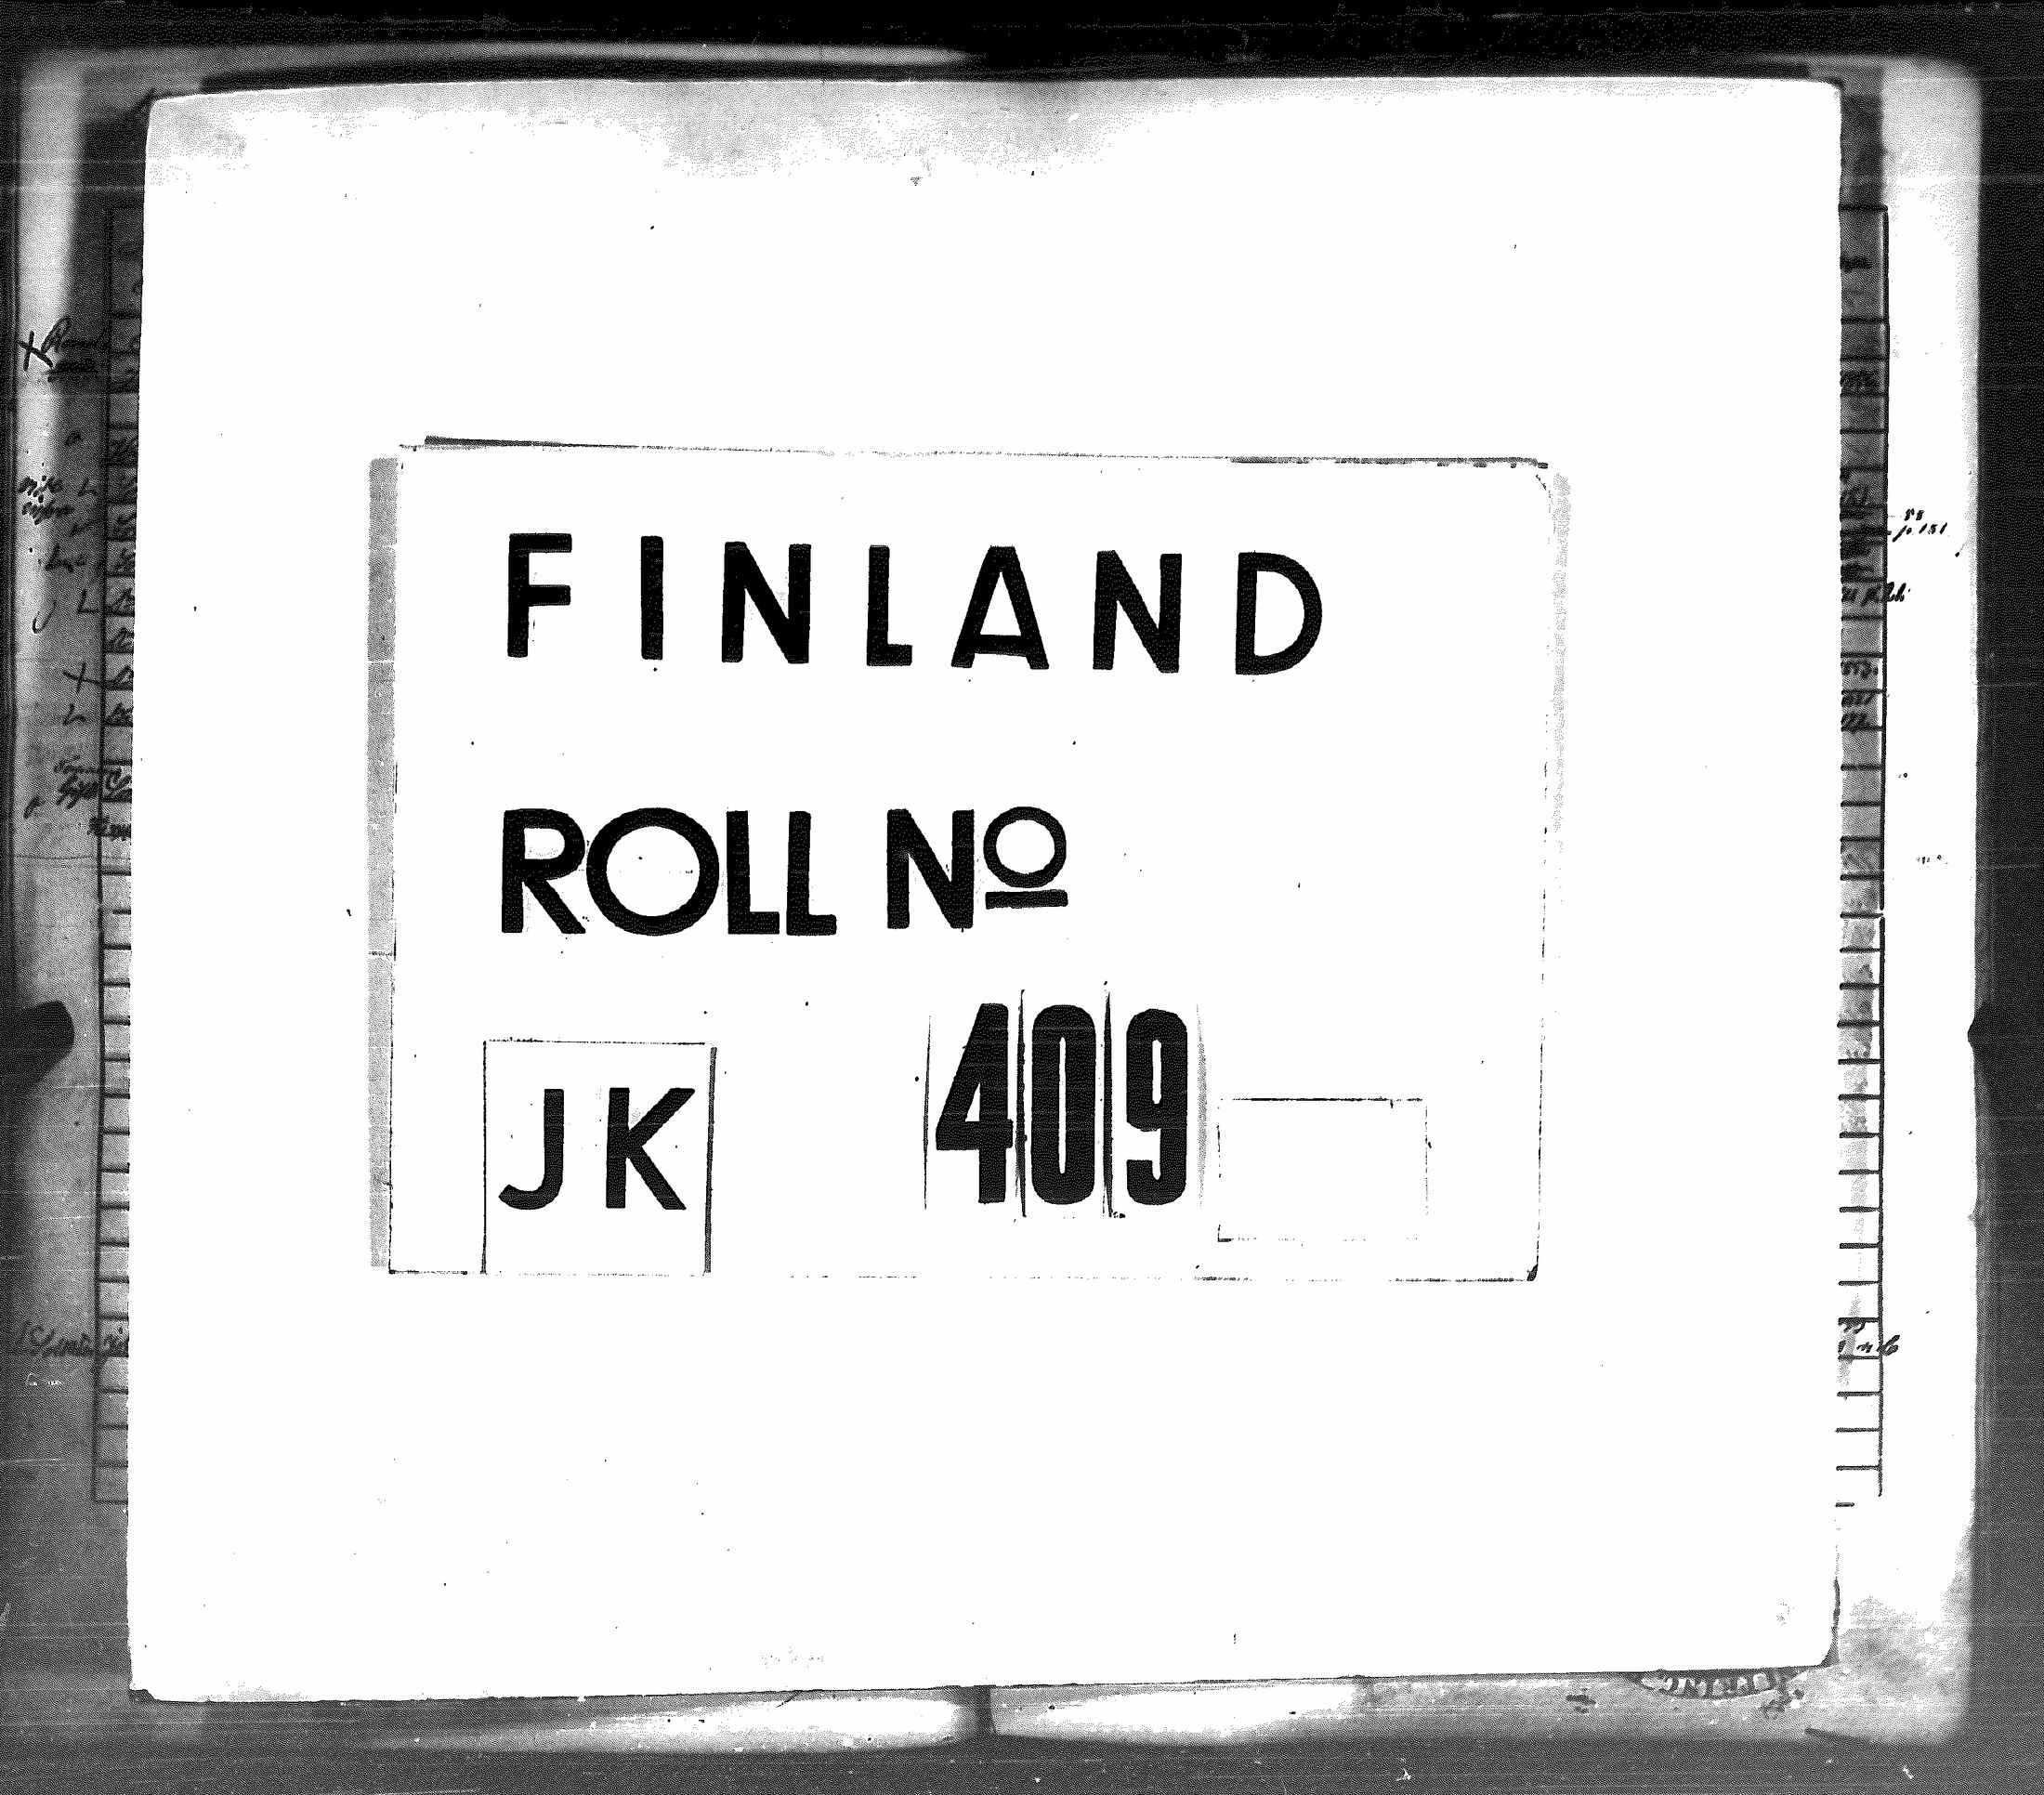 FINLAND
ROLL Nº
JK 409